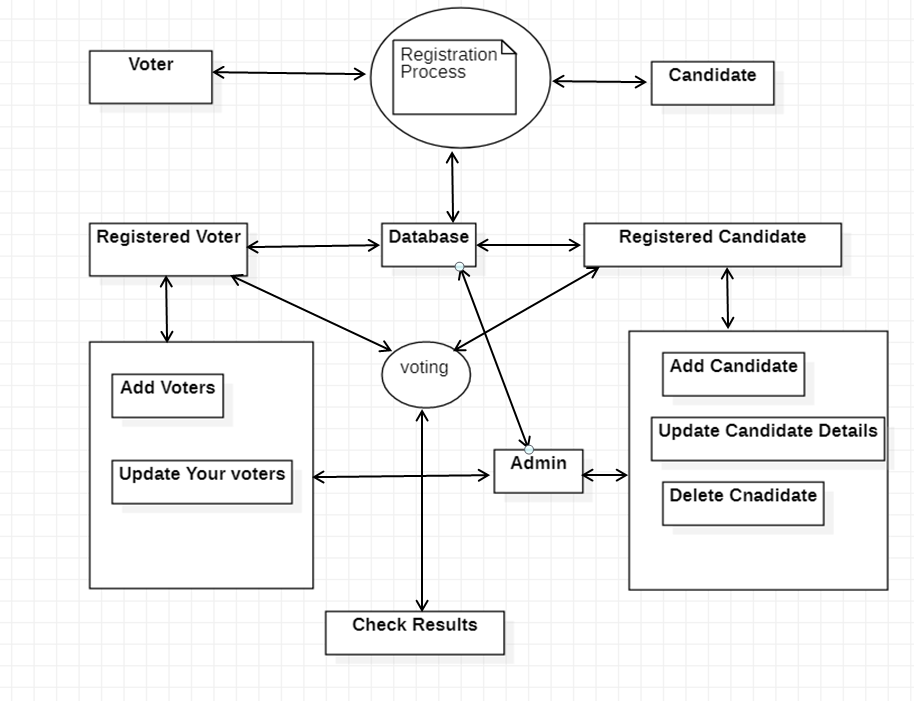 Voter
Registration
Process
Candidate
Registered Voter
Database
Registered Candidate
voting
Add Voters
Update Your voters
Admin
Add Candidate
Update Candidate Details
Delete Cnadidate
Check Results